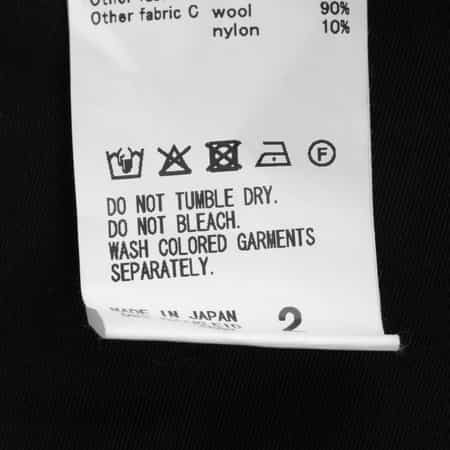 Other fabric C wool 90%
nylon 10%
F
DO NOT TUMBLE DRY.
DO NOT BLEACH.
WASH COLORED GARMENTS
SEPARATELY.
MADE IN JAPAN 2